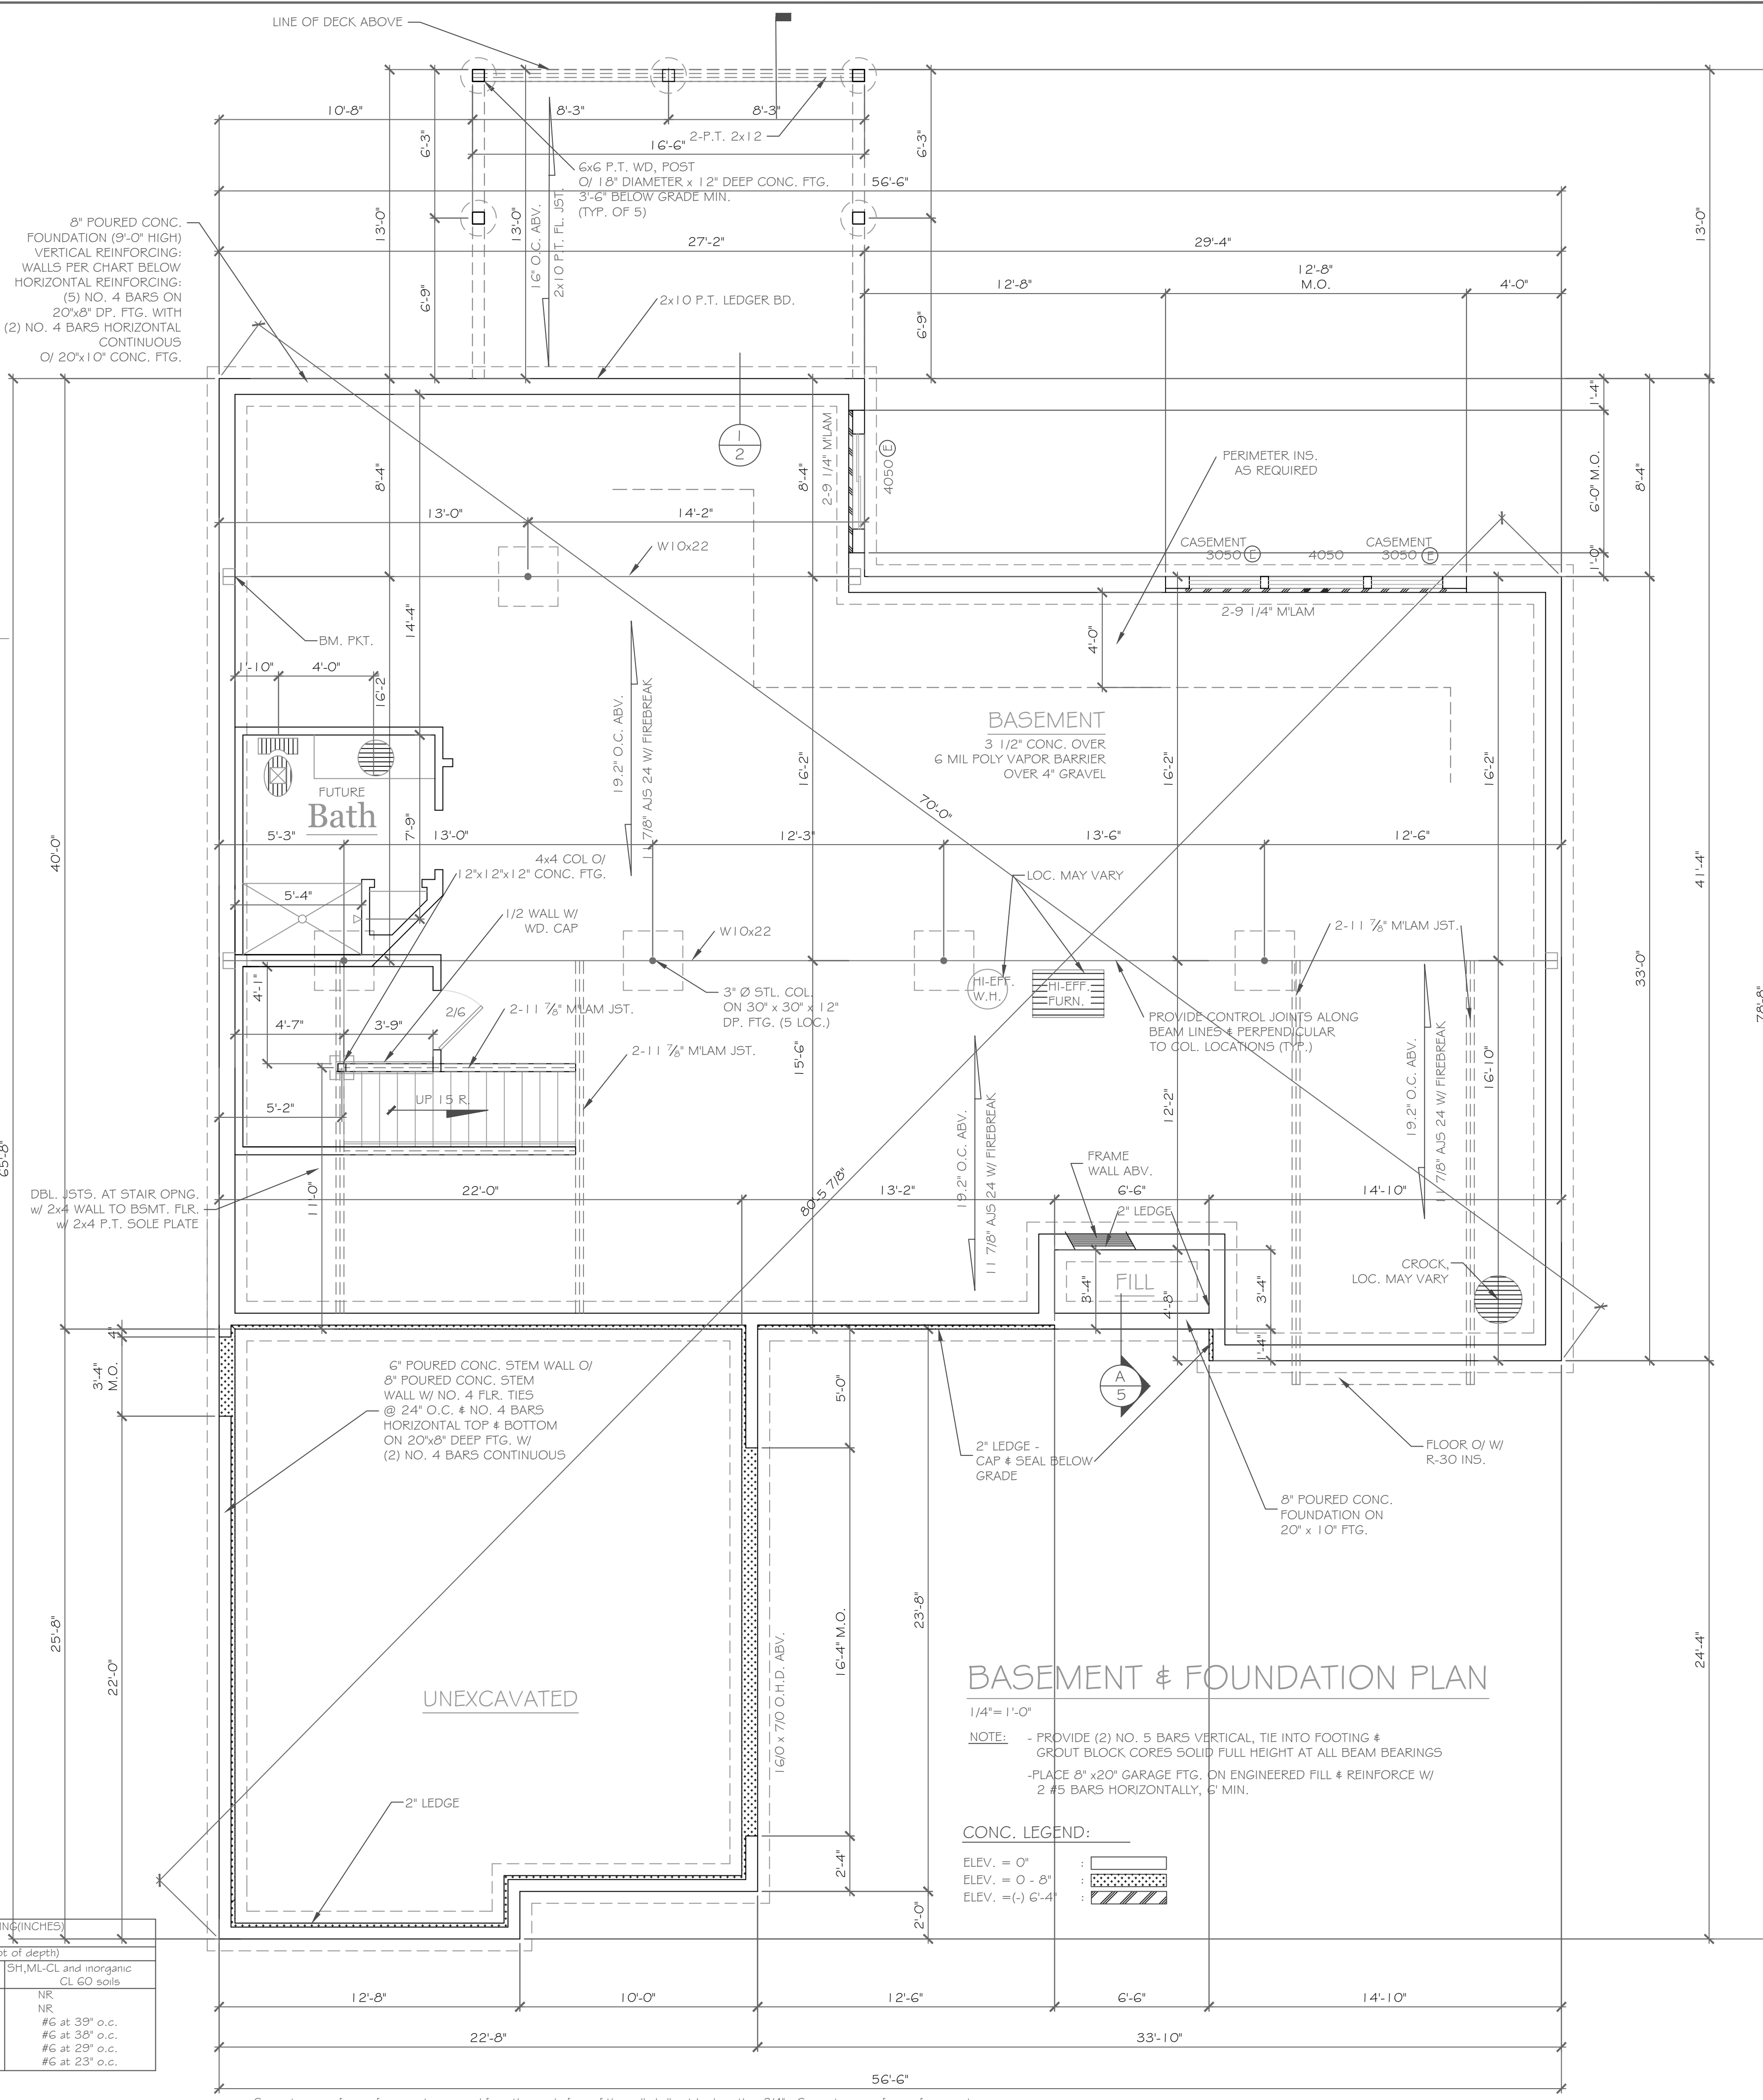 LINE OF DECK ABOVE
10'-8"
8'-3"
8'-3"
2-P.T. 2x12
16'-6"
6'-3"
6'-3"
13'-0"
13'-0"
13'-0"
6x6 P.T. WD, POST
O/ 18" DIAMETER x 12" DEEP CONC. FTG.
3'-6" BELOW GRADE MIN.
(TYP. OF 5)
56'-6"
16" O.C. ABV.
2x10 P.T. FL. JST.
8" POURED CONC.
FOUNDATION (9'-0" HIGH)
VERTICAL REINFORCING:
WALLS PER CHART BELOW
HORIZONTAL REINFORCING:
(5) NO. 4 BARS ON
20"x8" DP. FTG. WITH
(2) NO. 4 BARS HORIZONTAL
CONTINUOUS
O/ 20"x10" CONC. FTG.
27'-2"
29'-4"
12'-8"
12'-8"
M.O.
4'-0"
6'-9"
6'-9"
2x10 P.T. LEDGER BD.
1'-4"
6'-0" M.O.
1'-0"
8'-4"
1
2
2-9 1/4" M'LAM
4050 E
PERIMETER INS.
AS REQUIRED
8'-4"
8'-4"
13'-0"
14'-2"
W10x22
CASEMENT
3050 E
4050
CASEMENT
3050 E
2-9 1/4" M'LAM
BM. PKT.
14'-4"
4'-0"
1'-10"
4'-0"
16'-2"
19.2" O.C. ABV.
11 7/8" AJS 24 W/ FIREBREAK
BASEMENT
3 1/2" CONC. OVER
6 MIL POLY VAPOR BARRIER
OVER 4" GRAVEL
16'-2"
16'-2"
16'-2"
FUTURE
Bath
70'-0"
40'-0"
5'-3"
7'-9"
13'-0"
12'-3"
13'-6"
12'-6"
41'-4"
4x4 COL O/
12"x12"x12" CONC. FTG.
5'-4"
LOC. MAY VARY
1/2 WALL W/
WD. CAP
W10x22
2-11 7/8" M'LAM JST.
33'-0"
4'-1"
HI-EFF.
W.H.
HI-EFF.
FURN.
3" Ø STL. COL.
ON 30" x 30" x 12"
DP. FTG. (5 LOC.)
2/6
2-11 7/8" M'LAM JST.
4'-7"
3'-9"
PROVIDE CONTROL JOINTS ALONG
BEAM LINES & PERPENDICULAR
TO COL. LOCATIONS (TYP.)
2-11 7/8" M'LAM JST.
15'-6"
12'-2"
16'-10"
78'-8"
65'-8"
5'-2"
UP 15 R.
19.2" O.C. ABV.
11 7/8" AJS 24 W/ FIREBREAK
19.2" O.C. ABV.
11 7/8" AJS 24 W/ FIREBREAK
FRAME
WALL ABV.
DBL. JSTS. AT STAIR OPNG.
w/ 2x4 WALL TO BSMT. FLR.
w/ 2x4 P.T. SOLE PLATE
11'-0"
22'-0"
80'-5 7/8"
13'-2"
6'-6"
14'-10"
2" LEDGE
FILL
3'-4"
4'-8"
3'-4"
1'-4"
CROCK,
LOC. MAY VARY
4"
3'-4"
M.O.
6" POURED CONC. STEM WALL O/
8" POURED CONC. STEM
WALL W/ NO. 4 FLR. TIES
@ 24" O.C. & NO. 4 BARS
HORIZONTAL TOP & BOTTOM
ON 20"x8" DEEP FTG. W/
(2) NO. 4 BARS CONTINUOUS
5'-0"
A
5
2" LEDGE -
CAP & SEAL BELOW
GRADE
FLOOR O/ W/
R-30 INS.
8" POURED CONC.
FOUNDATION ON
20" x 10" FTG.
25'-8"
22'-0"
16'-4" M.O.
23'-8"
24'-4"
16/0 x 7/0 O.H.D. ABV.
UNEXCAVATED
BASEMENT & FOUNDATION PLAN
1/4"= 1'-0"
NOTE:
- PROVIDE (2) NO. 5 BARS VERTICAL, TIE INTO FOOTING &
GROUT BLOCK CORES SOLID FULL HEIGHT AT ALL BEAM BEARINGS
-PLACE 8" x20" GARAGE FTG. ON ENGINEERED FILL & REINFORCE W/
2 #5 BARS HORIZONTALLY, 6' MIN.
2" LEDGE
2'-4"
2'-0"
CONC. LEGEND:
ELEV. = 0" :
ELEV. = 0 - 8" :
ELEV. =(-) 6'-4" :
(INCHES)
of depth)
SH,ML-CL and inorganic
CL 60 soils
NR
NR
#6 at 39" o.c.
#6 at 38" o.c.
#6 at 29" o.c.
#6 at 23" o.c.
12'-8"
10'-0"
12'-6"
6'-6"
14'-10"
22'-8"
33'-10"
56'-6"